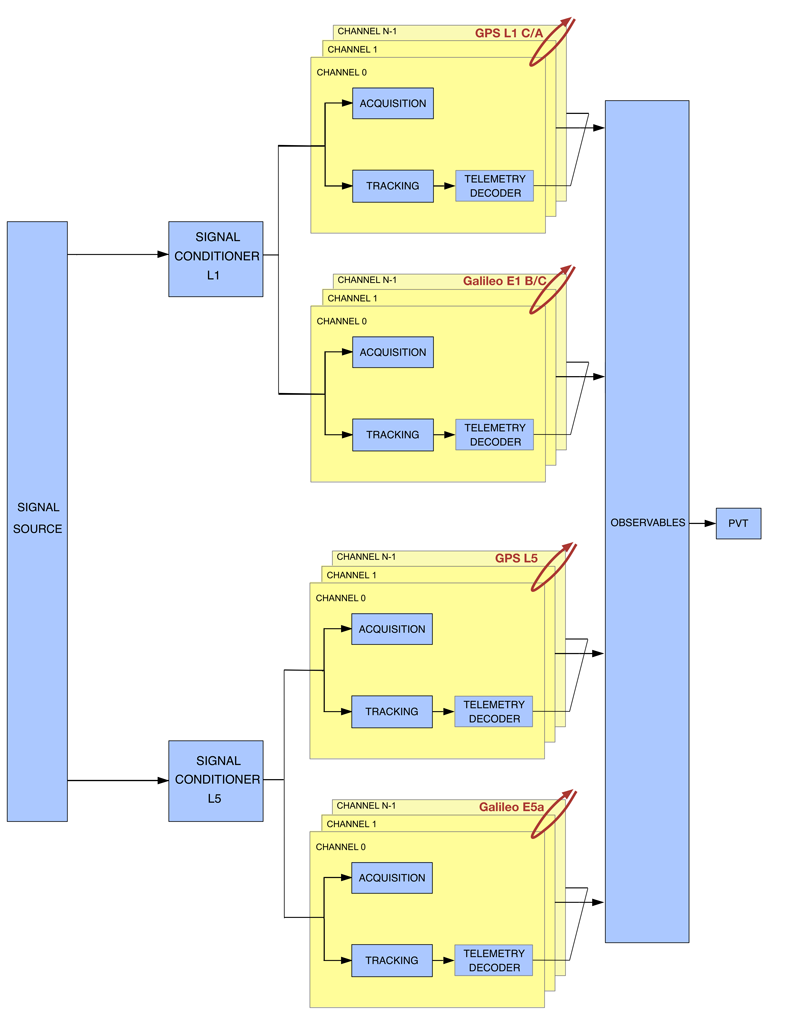 SIGNAL
SOURCE
SIGNAL
CONDITIONER
L1
CHANNEL N-1
GPS L1 C/A
CHANNEL 1
CHANNEL 0
ACQUISITION
TRACKING
TELEMETRY
DECODER
CHANNEL N-1
Galileo E1 B/C
CHANNEL 1
CHANNEL 0
ACQUISITION
TRACKING
TELEMETRY
DECODER
SIGNAL
CONDITIONER
L5
CHANNEL N-1
GPS L5
CHANNEL 1
CHANNEL 0
ACQUISITION
TRACKING
TELEMETRY
DECODER
CHANNEL N-1
Galileo E5a
CHANNEL 1
CHANNEL 0
ACQUISITION
TRACKING
TELEMETRY
DECODER
OBSERVABLES
PVT